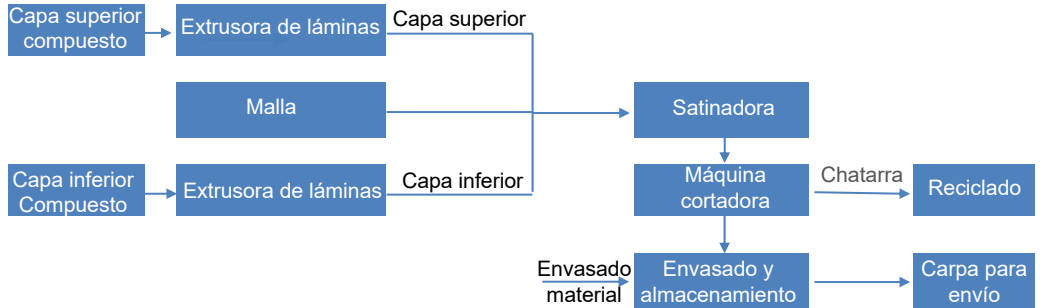 Capa superior
compuesto
Extrusora de láminas
Capa superior
Malla
Satinadora
Capa inferior
Compuesto
Extrusora de láminas
Capa inferior
Máquina
cortadora
Chatarra
Reciclado
Envasado
material
Envasado y
almacenamiento
Carpa para
envío